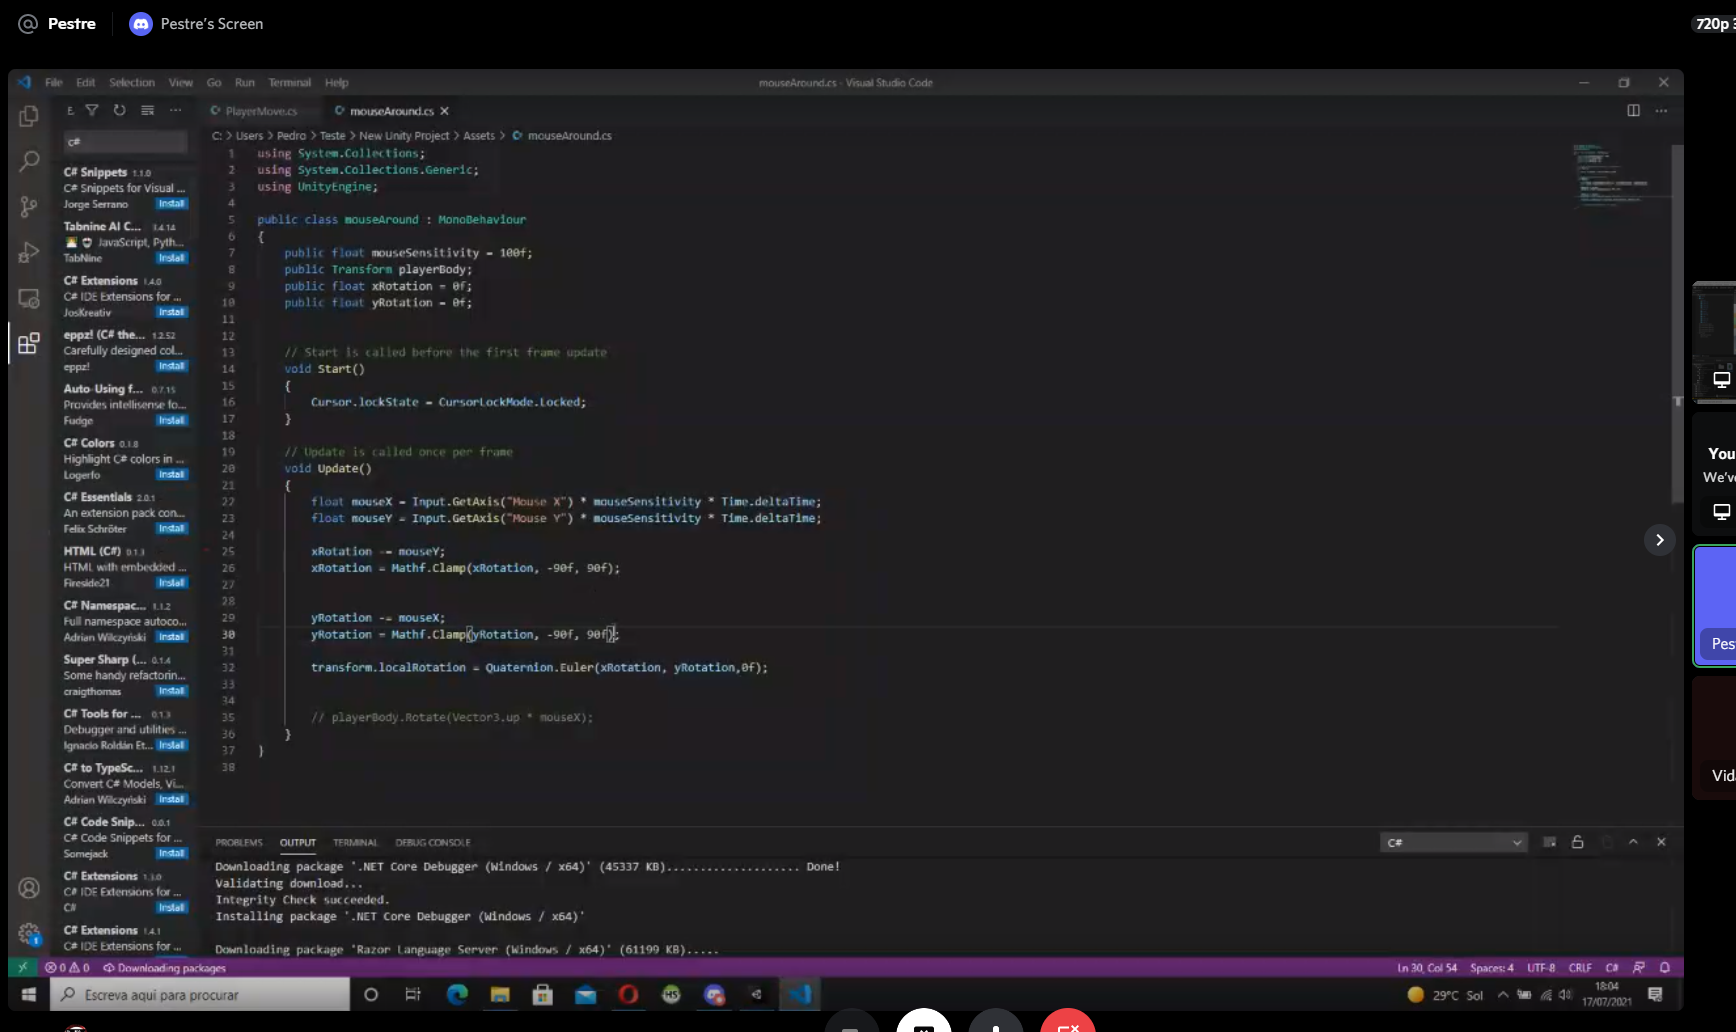 Pestre
Pestre's Screen
720p
File Edit Selection View Go Run Terminal Help
mouseAround.cs - Visual Studio Code
PlayerMove.cs
mouseAround.cs
C: > Users > Pedro > Teste > New Unity Project > Assets > mouseAround.cs
c#
C# Snippets 1.1.0
C# Snippets for Visual ...
Jorge Serrano Install
Tabnine AI C... 3.4.14
JavaScript, Pyth...
TabNine Install
C# Extensions 1.4.0
C# IDE Extensions for ...
JosKreativ Install
eppz! (C# the... 1.2.52
Carefully designed col...
eppz! Install
Auto-Using f... 0.7.15
Provides intellisense fo...
Fudge Install
C# Colors 0.1.8
Highlight C# colors in ...
Logerfo Install
C# Essentials 2.0.1
An extension pack con...
Felix Schröter Install
HTML (C#) 0.1.3
HTML with embedded ...
Fireside21 Install
C# Namespac... 1.1.2
Full namespace autoco...
Adrian Wilczyński Install
Super Sharp (... 0.1.4
Some handy refactorin...
craigthomas Install
C# Tools for ... 0.1.3
Debugger and utilities ...
Ignacio Roldán Et... Install
C# to TypeSc... 1.12.1
Convert C# Models, Vi...
Adrian Wilczyński Install
C# Code Snip... 0.0.1
C# Code Snippets for ...
Somejack Install
C# Extensions 1.3.0
C# IDE Extensions for ...
C# Install
C# Extensions 1.4.1
C# IDE Extensions for ...
1 using System.Collections;
2 using System.Collections.Generic;
3 using UnityEngine;
4
5 public class mouseAround : MonoBehaviour
6 {
7 public float mouseSensitivity = 100f;
8 public Transform playerBody;
9 public float xRotation = 0f;
10 public float yRotation = 0f;
11
12
13 // Start is called before the first frame update
14 void Start()
15 {
16 Cursor.lockState = CursorLockMode.Locked;
17 }
18
19 // Update is called once per frame
20 void Update()
21 {
22 float mouseX = Input.GetAxis("Mouse X") * mouseSensitivity * Time.deltaTime;
23 float mouseY = Input.GetAxis("Mouse Y") * mouseSensitivity * Time.deltaTime;
24
25 xRotation -= mouseY;
26 xRotation = Mathf.Clamp(xRotation, -90f, 90f);
27
28
29 yRotation -= mouseX;
30 yRotation = Mathf.Clamp(yRotation, -90f, 90f);
31
32 transform.localRotation = Quaternion.Euler(xRotation, yRotation,0f);
33
34
35 // playerBody.Rotate(Vector3.up * mouseX);
36 }
37 }
38
PROBLEMS OUTPUT TERMINAL DEBUG CONSOLE
C#
Downloading package '.NET Core Debugger (Windows / x64)' (45337 KB).................... Done!
Validating download...
Integrity Check succeeded.
Installing package '.NET Core Debugger (Windows / x64)'
Downloading package 'Razor Language Server (Windows / x64)' (61199 KB).....
0 0 Downloading packages
Ln 30, Col 54 Spaces: 4 UTF-8 CRLF C#
Escreva aqui para procurar
29°C Sol
18:04
17/07/2021
You
We'v
Pes
Vid